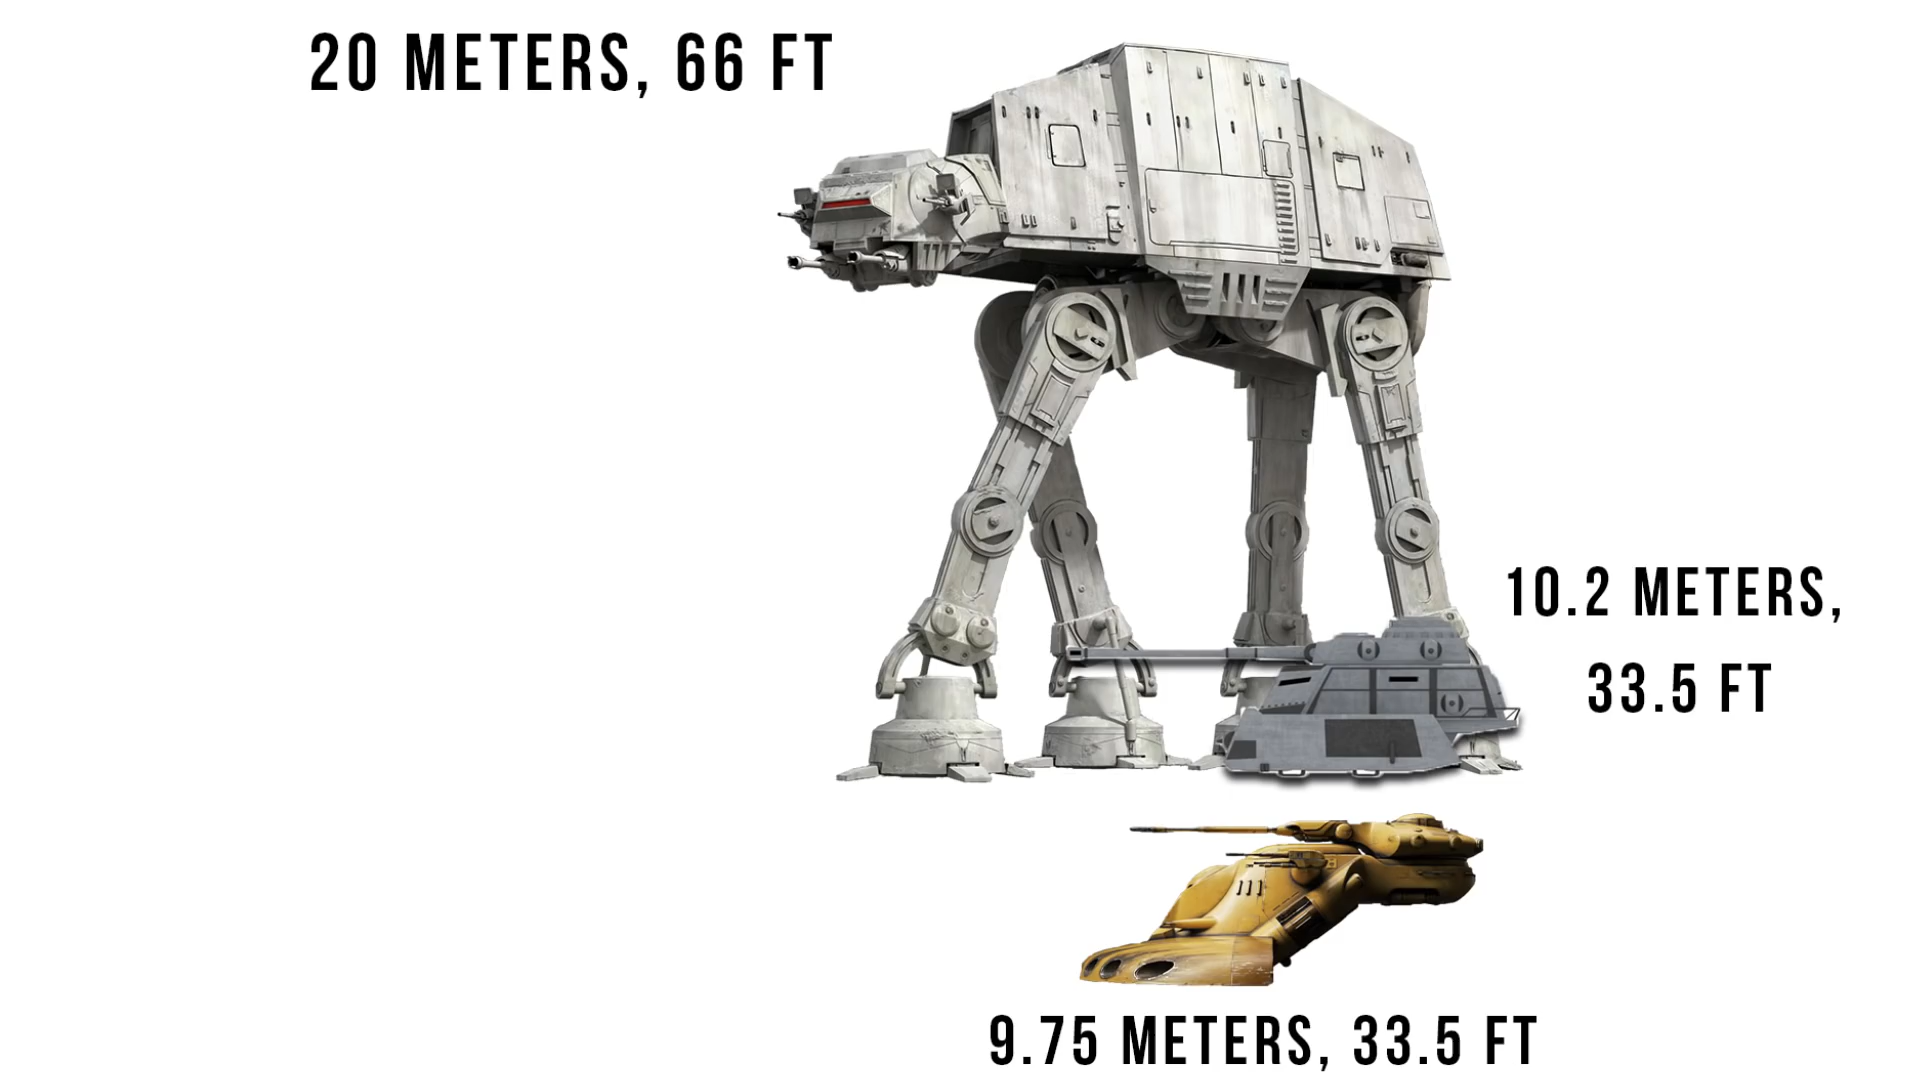 20 METERS, 66 FT
10.2 METERS,
33.5 FT
9.75 METERS, 33.5 FT